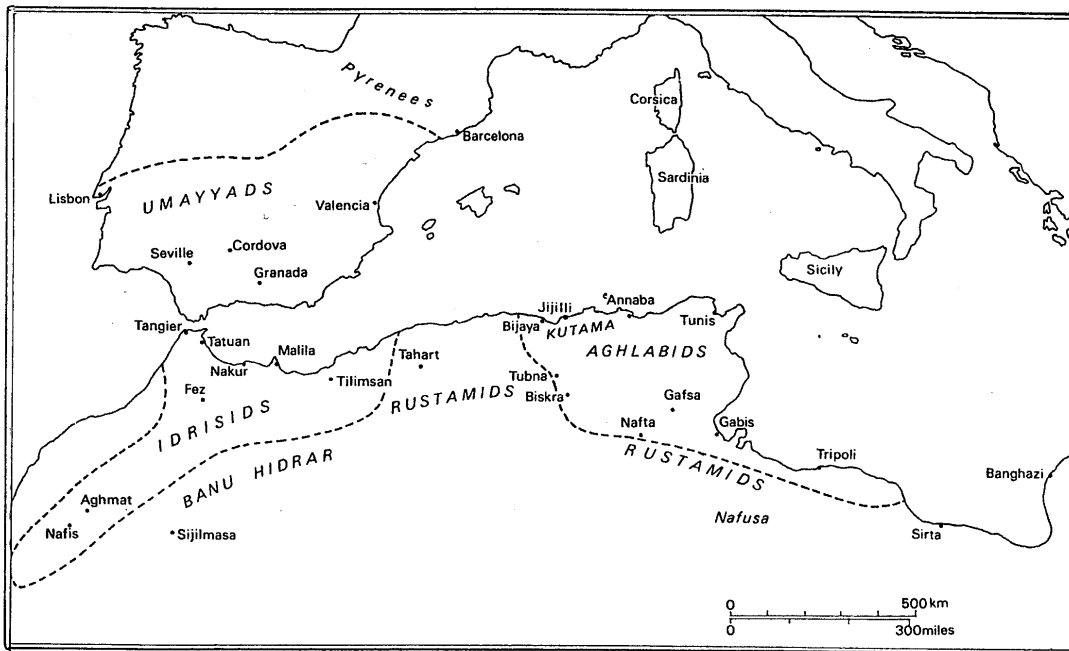 Pyrenees
Corsica
Barcelona
Sardinia
Lisbon
UMAYYADS
Valencia
Cordova
Seville
Granada
Sicily
Tangier
Tatuan
Nakur
Malila
Jijilli
ᶜAnnaba
Bijaya
KUTAMA
Tunis
Tahart
AGHLABIDS
Tilimsan
Tubna
Fez
RUSTAMIDS
Biskra
Gafsa
IDRISIDS
Nafta
Gabis
BANU HIDRAR
RUSTAMIDS
Tripoli
Banghazi
Aghmat
Nafis
Sijilmasa
Nafusa
Sirta
0 500 km
0 300 miles